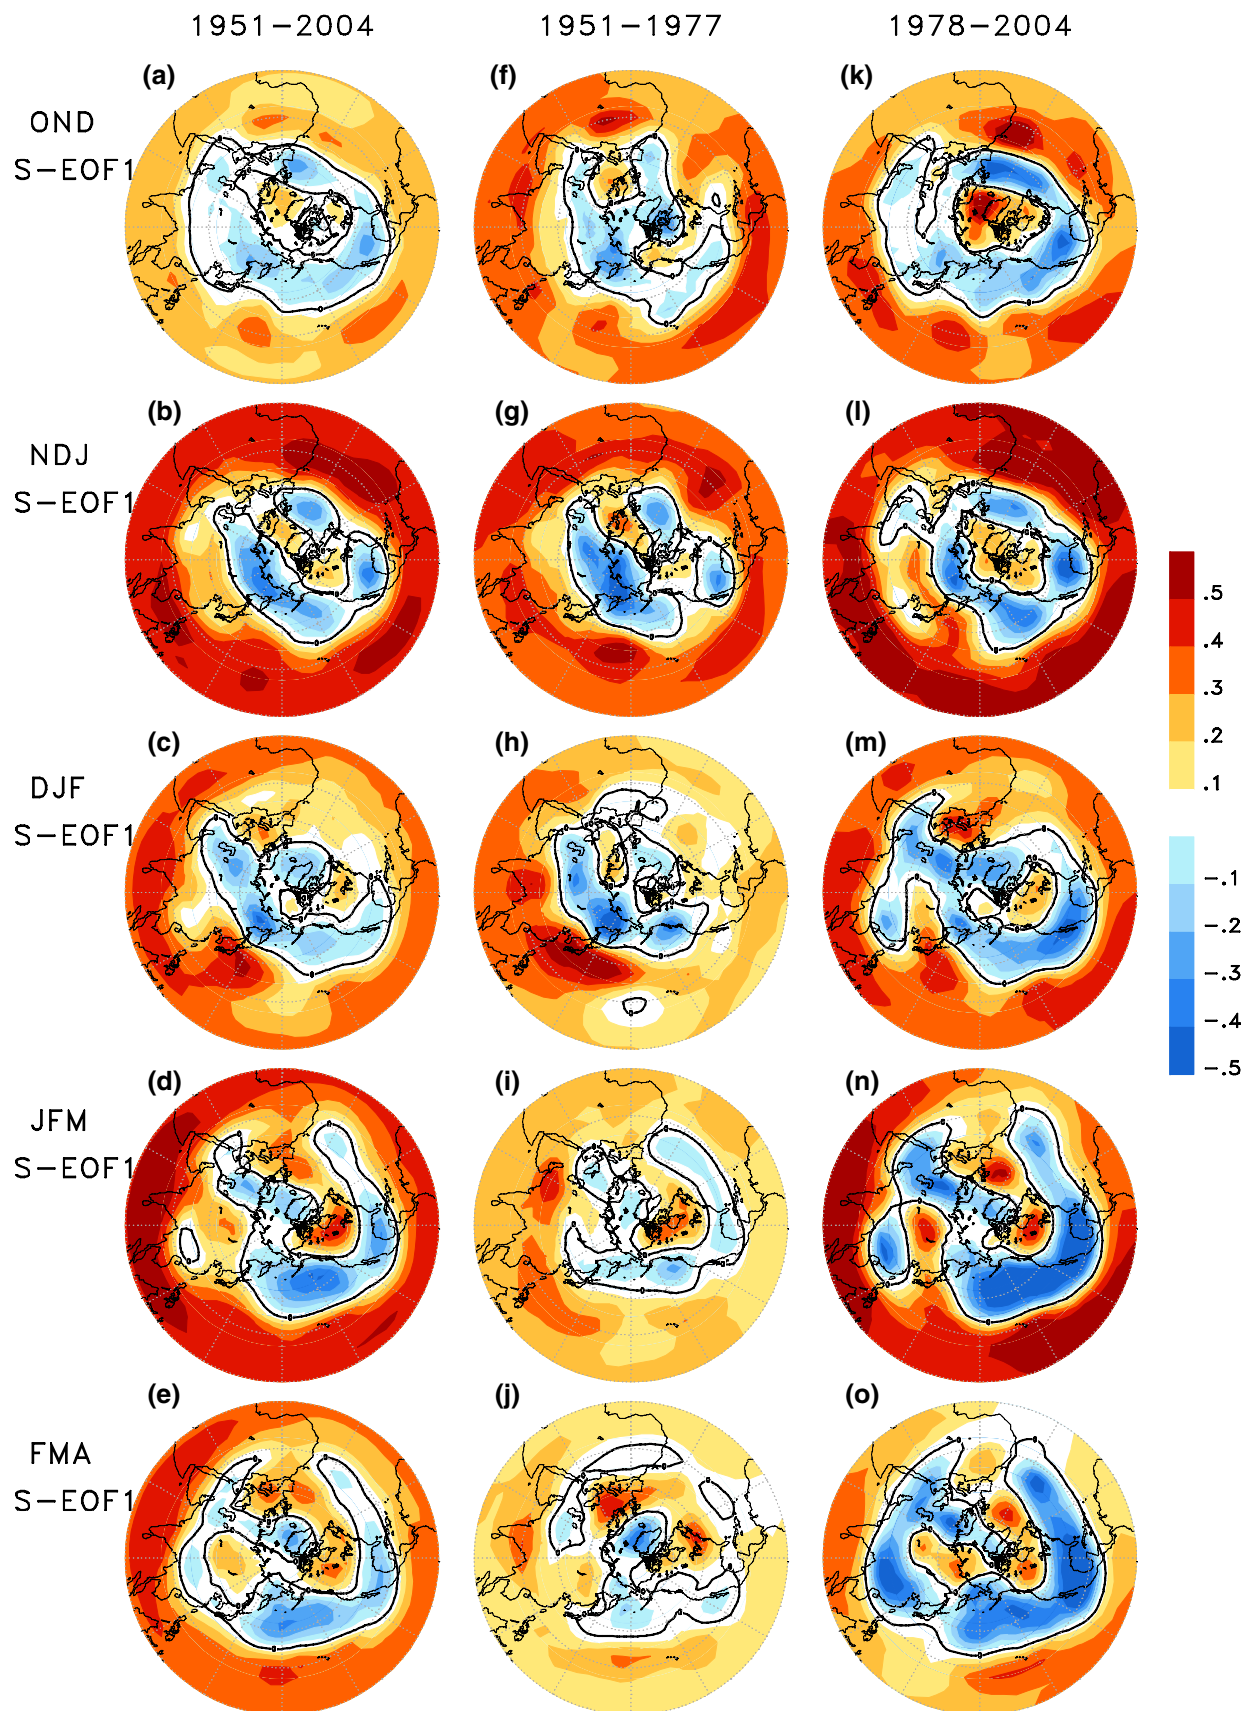 1951-2004 1951-1977 1978-2004
(a) (f) (k)
OND
S-EOF1
(b) (g) (l)
NDJ
S-EOF1
(c) (h) (m)
DJF
S-EOF1
(d) (i) (n)
JFM
S-EOF1
(e) (j) (o)
FMA
S-EOF1
.5
.4
.3
.2
.1
-.1
-.2
-.3
-.4
-.5